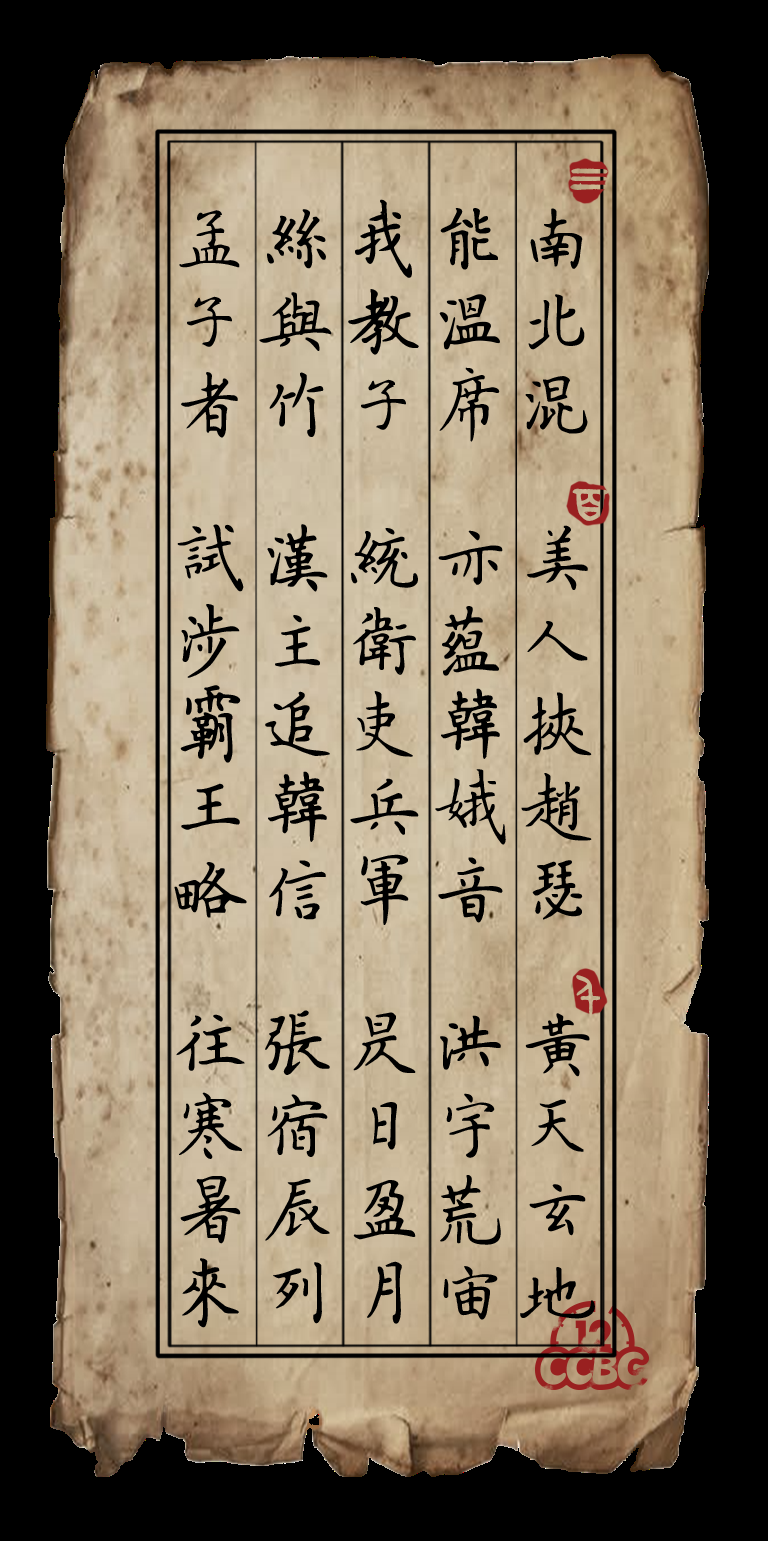 三
南北混 美人挾趙瑟 黃天玄地
能溫席 亦蘊韓娥音 洪宇荒宙
我教子 統衛吏兵軍 昃日盈月
絲與竹 漢主追韓信 張宿辰列
孟子者 試涉霸王略 往寒暑來
千
12
CCBG